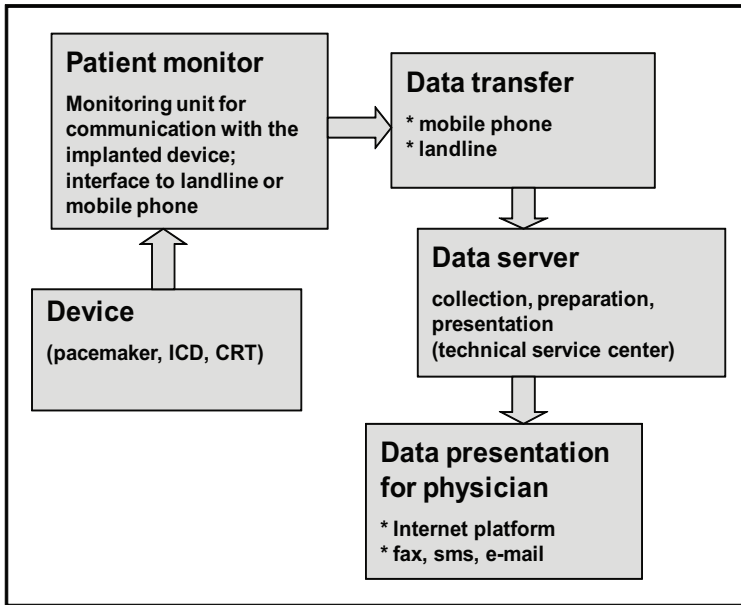 Patient monitor
Monitoring unit for
communication with the
implanted device;
interface to landline or
mobile phone
Data transfer
* mobile phone
* landline
Device
(pacemaker, ICD, CRT)
Data server
collection, preparation,
presentation
(technical service center)
Data presentation
for physician
* Internet platform
* fax, sms, e-mail